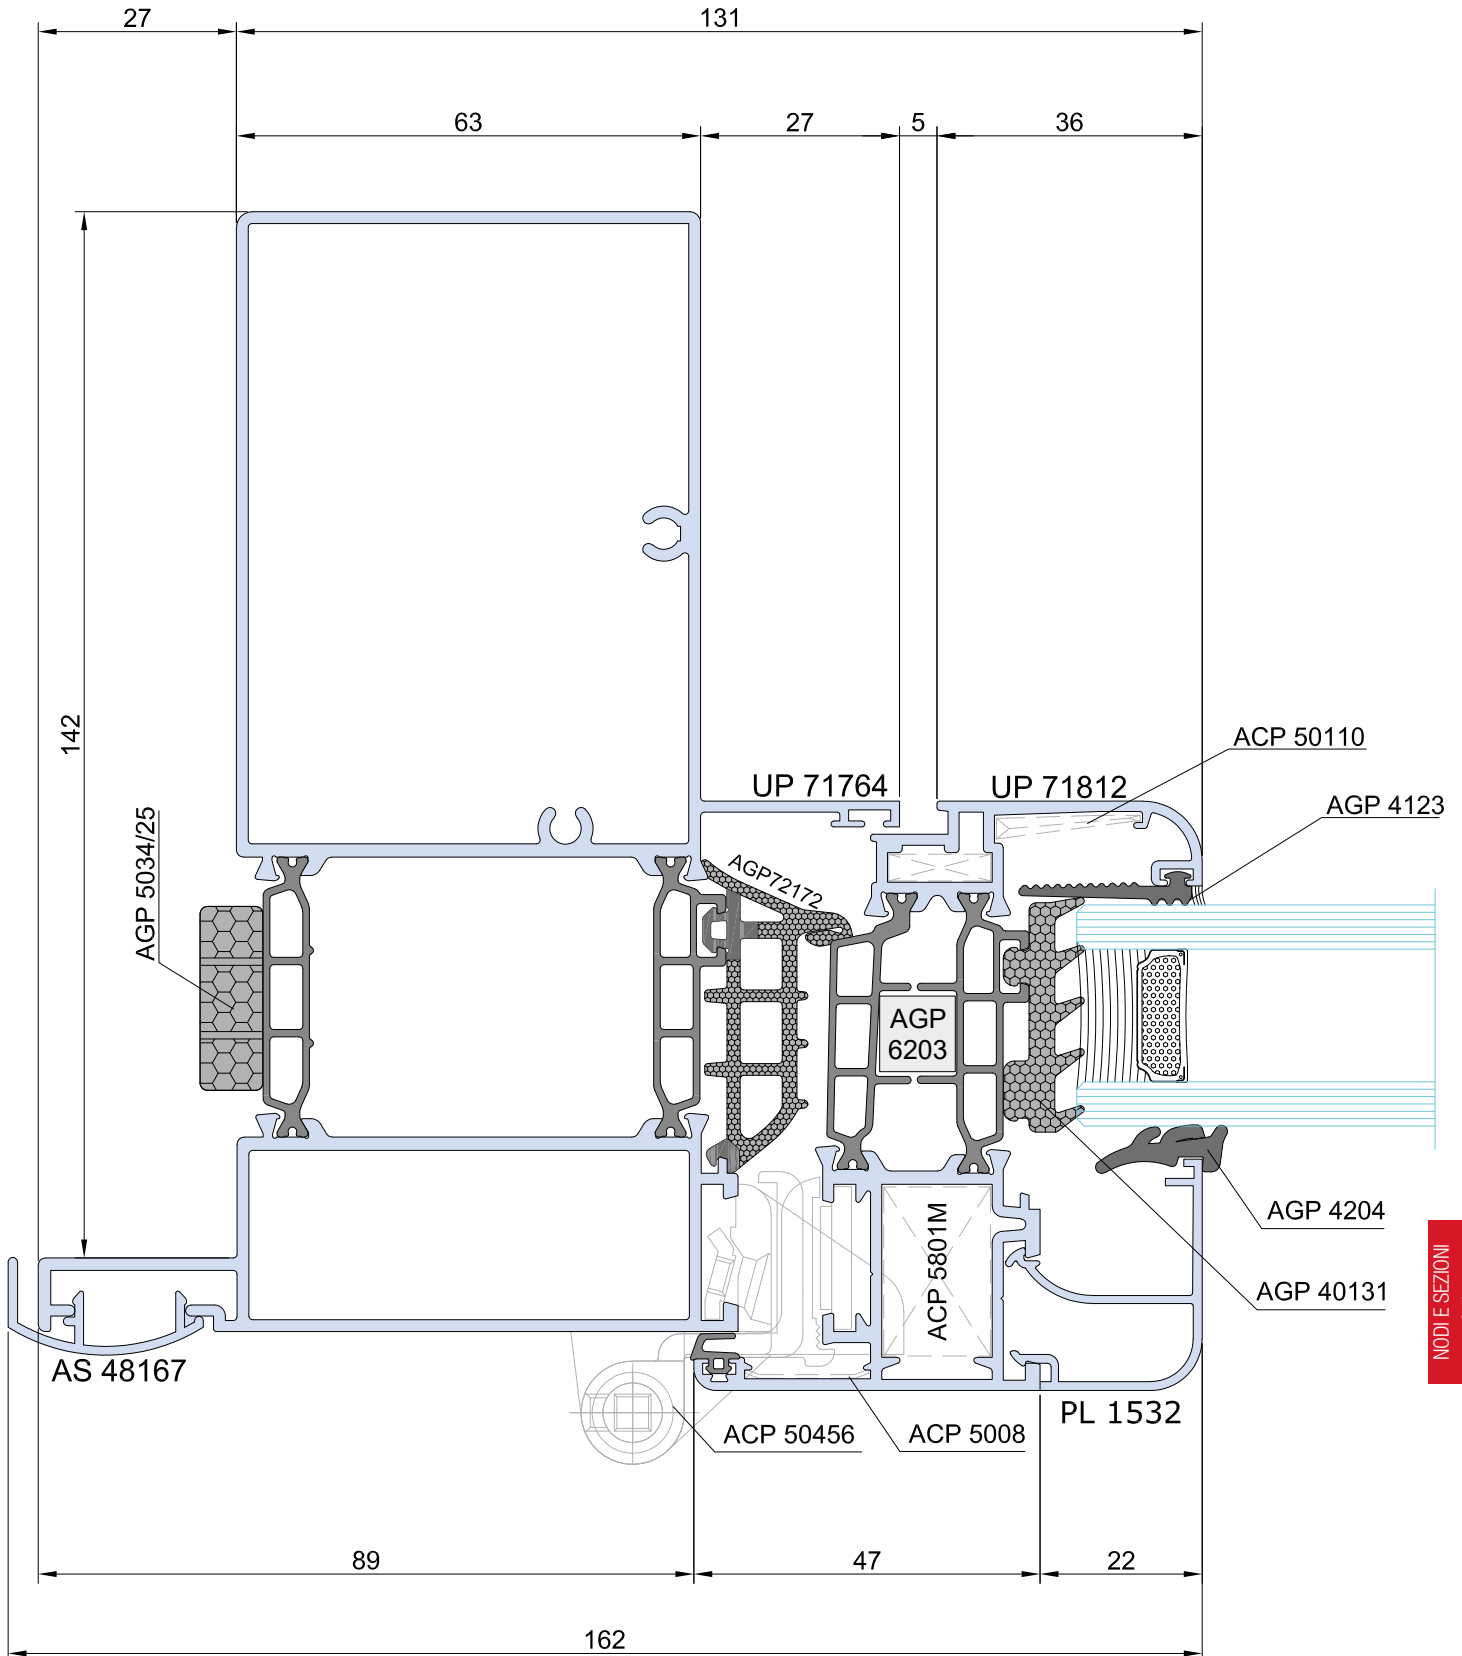 27
131
63
27
5
36
142
ACP 50110
UP 71764
UP 71812
AGP 4123
AGP 5034/25
AGP72172
AGP
6203
ACP 5801M
AGP 4204
AGP 40131
NODI E SEZIONI
AS 48167
PL 1532
ACP 50456
ACP 5008
89
47
22
162